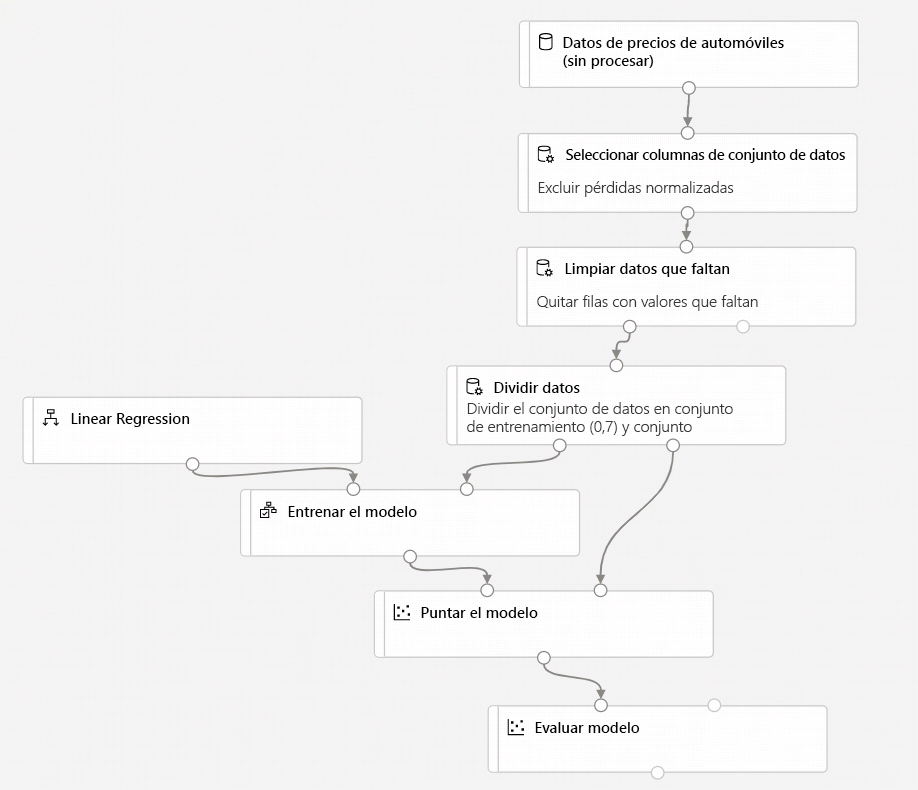 Datos de precios de automóviles
(sin procesar)
Seleccionar columnas de conjunto de datos
Excluir pérdidas normalizadas
Limpiar datos que faltan
Quitar filas con valores que faltan
Dividir datos
Dividir el conjunto de datos en conjunto
de entrenamiento (0,7) y conjunto
Linear Regression
Entrenar el modelo
Puntar el modelo
Evaluar modelo